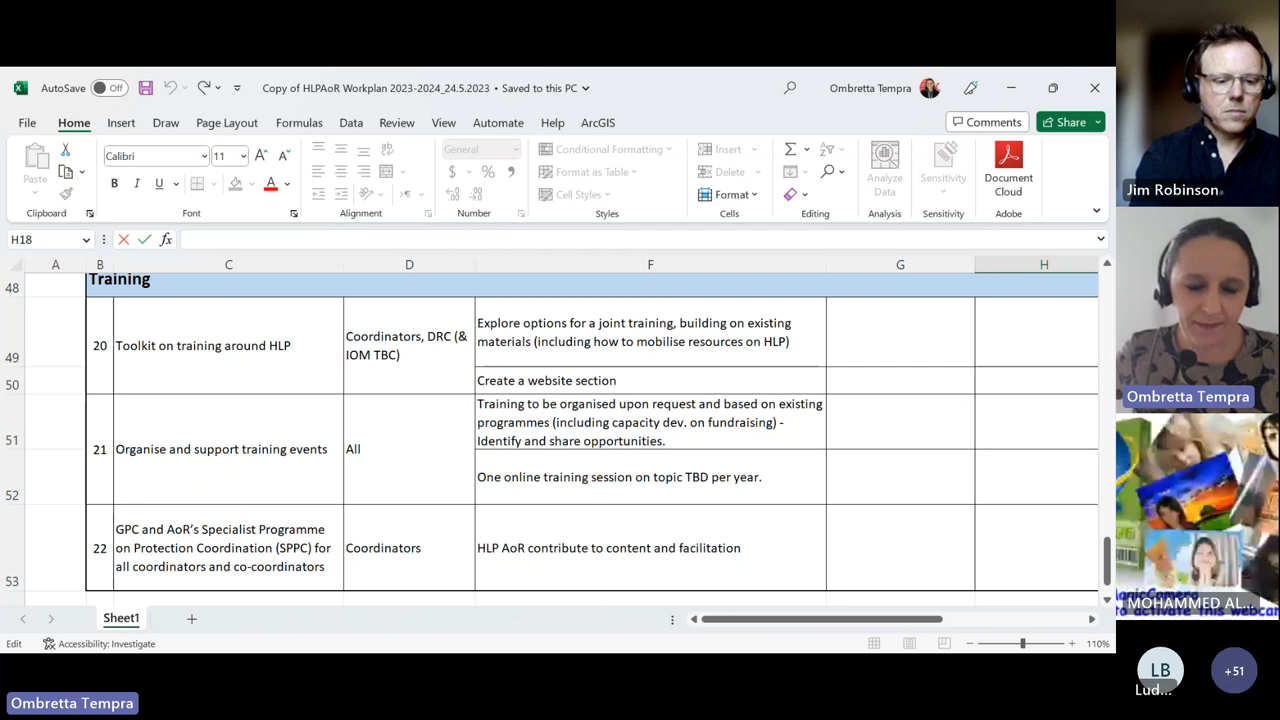 AutoSave
Off
Copy of HLPAoR Workplan 2023-2024_24.5.2023 • Saved to this PC
Ombretta Tempra
File
Home
Insert
Draw
Page Layout
Formulas
Data
Review
View
Automate
Help
ArcGIS
Comments
Share
Paste
Calibri
11
B
I
U
General
Conditional Formatting
Format as Table
Cell Styles
Insert
Delete
Format
Analyze
Data
Sensitivity
Document
Cloud
Clipboard
Font
Alignment
Number
Styles
Cells
Editing
Analysis
Sensitivity
Adobe
H18
fx
A
B
C
D
F
G
H
48
Training
49
20
Toolkit on training around HLP
Coordinators, DRC (&
IOM TBC)
Explore options for a joint training, building on existing
materials (including how to mobilise resources on HLP)
50
Create a website section
51
21
Organise and support training events
All
Training to be organised upon request and based on existing
programmes (including capacity dev. on fundraising) -
Identify and share opportunities.
52
One online training session on topic TBD per year.
53
22
GPC and AoR’s Specialist Programme
on Protection Coordination (SPPC) for
all coordinators and co-coordinators
Coordinators
HLP AoR contribute to content and facilitation
Sheet1
Edit
Accessibility: Investigate
110%
Ombretta Tempra
Jim Robinson
Ombretta Tempra
MOHAMMED AL...
to activate this webcam
LB
Lud...
+51